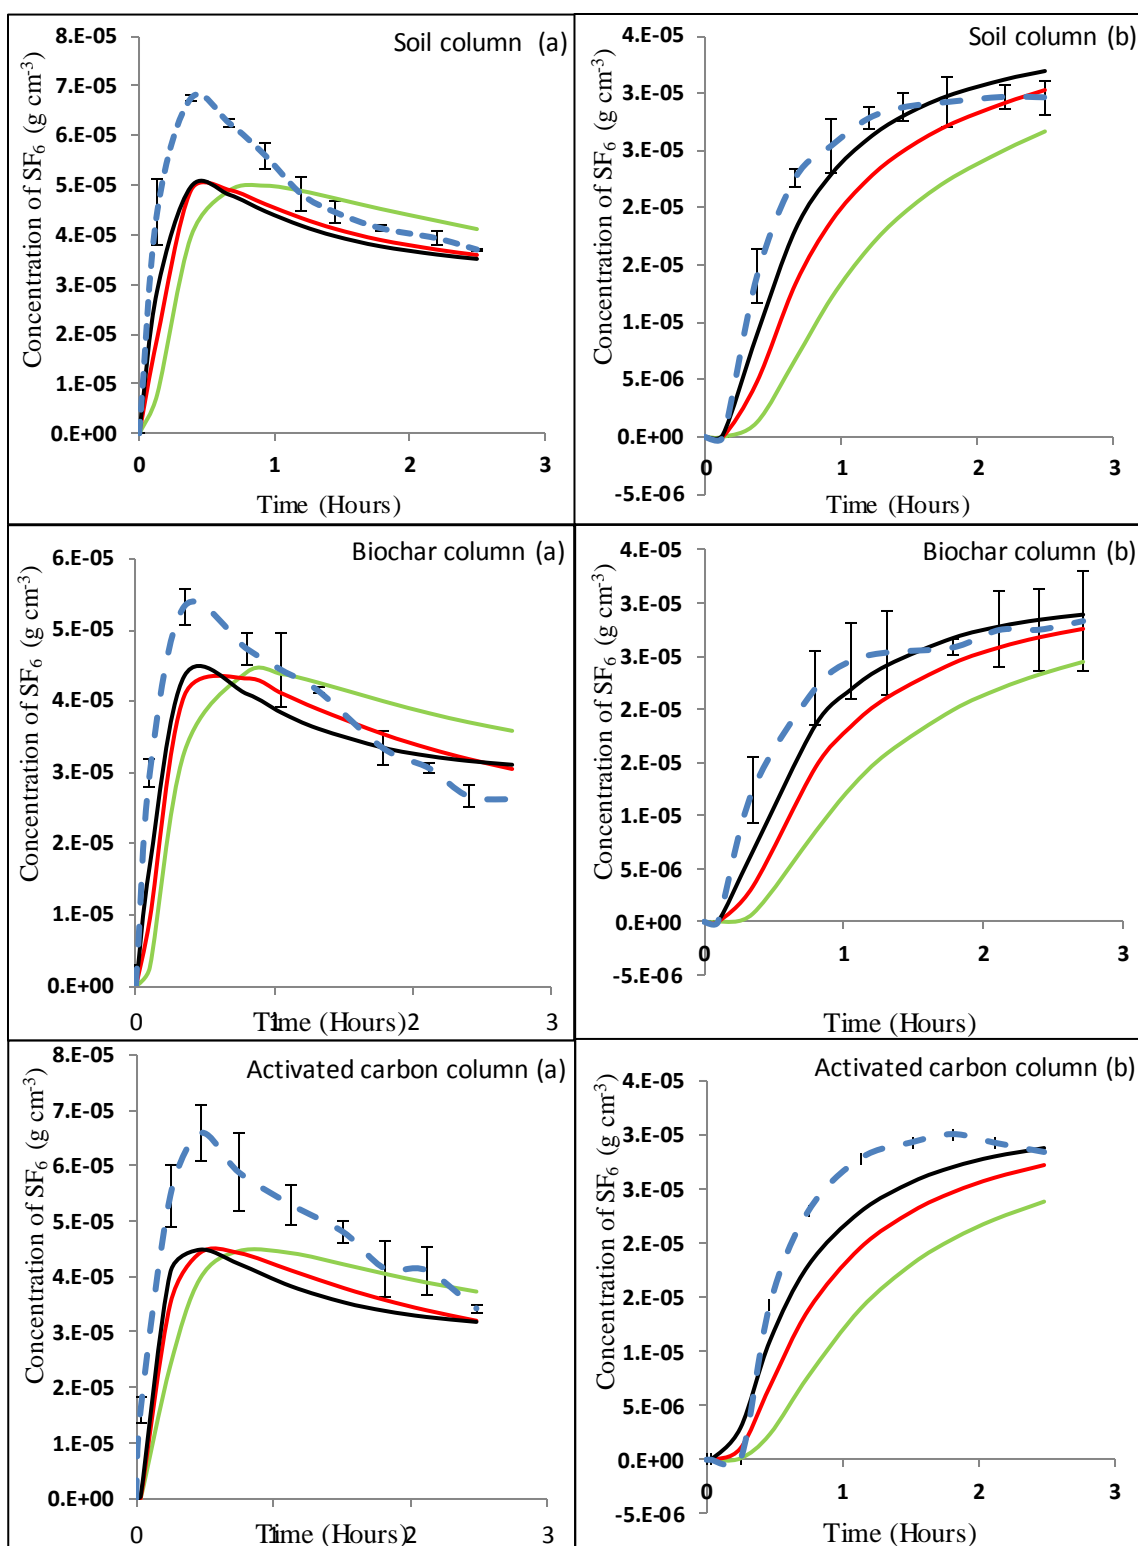 Soil column (a)
Concentration of SF6 (g cm-3)
8.E-05
7.E-05
6.E-05
5.E-05
4.E-05
3.E-05
2.E-05
1.E-05
0.E+00
0 1 2 3
Time (Hours)
Soil column (b)
Concentration of SF6 (g cm-3)
4.E-05
3.E-05
3.E-05
2.E-05
2.E-05
1.E-05
5.E-06
0.E+00
-5.E-06
0 1 2 3
Time (Hours)
Biochar column (a)
Concentration of SF6 (g cm-3)
6.E-05
5.E-05
4.E-05
3.E-05
2.E-05
1.E-05
0.E+00
0 1 2 3
Time (Hours)
Biochar column (b)
Concentration of SF6 (g cm-3)
4.E-05
3.E-05
3.E-05
2.E-05
2.E-05
1.E-05
5.E-06
0.E+00
-5.E-06
0 1 2 3
Time (Hours)
Activated carbon column (a)
Concentration of SF6 (g cm-3)
8.E-05
7.E-05
6.E-05
5.E-05
4.E-05
3.E-05
2.E-05
1.E-05
0.E+00
0 1 2 3
Time (Hours)
Activated carbon column (b)
Concentration of SF6 (g cm-3)
4.E-05
3.E-05
3.E-05
2.E-05
2.E-05
1.E-05
5.E-06
0.E+00
-5.E-06
0 1 2 3
Time (Hours)